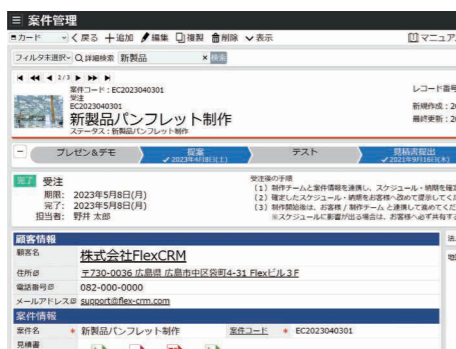 ≡ 案件管理
カード く戻る +追加 編集 複製 削除 ∨表示 マニュア
フィルタ未選択 詳細検索 新製品 × 検索
2/3
案件コード：EC2023040301
受注
EC2023040301
新製品パンフレット制作
ステータス：新製品パンフレット制作
レコード番号
新規作成：20
最終更新：20
プレゼン&デモ 提案 テスト 見積書提出
✓2023年4月8日(土) ✓2021年9月16日(木)
完了 受注
期限: 2023年5月8日(月)
完了: 2023年5月8日(月)
担当者: 野井 太郎
受注後の手順
(1) 制作チームと案件情報を連携し、スケジュール・納期を確定
(2) 確定したスケジュール・納期をお客様へ改めて提示してくだ
(3) 制作開始後は、お客様 / 制作チーム と連携して進めてくだ
※スケジュールに影響が出る場合は、お客様へ必ず共有する
顧客情報
顧客名 株式会社FlexCRM
住所 〒730-0036 広島県 広島市中区袋町4-31 Flexビル３F
電話番号 082-000-0000
メールアドレス support@flex-crm.com
案件情報
案件名 * 新製品パンフレット制作 案件コード * EC2023040301
見積書